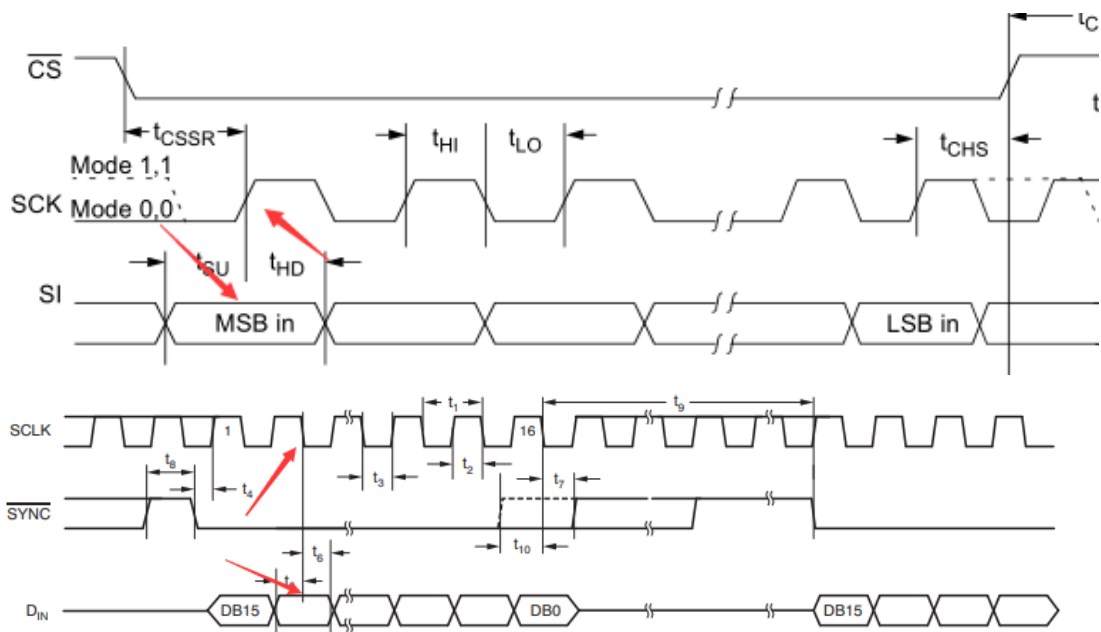 tC
CS
t
tCSSR
tHI
tLO
tCHS
Mode 1,1
SCK
Mode 0,0
tSU
tHD
SI
MSB in
LSB in
SCLK
1
t1
16
t9
t8
t4
t3
t2
t7
SYNC
t10
t6
DIN
DB15
DB0
DB15